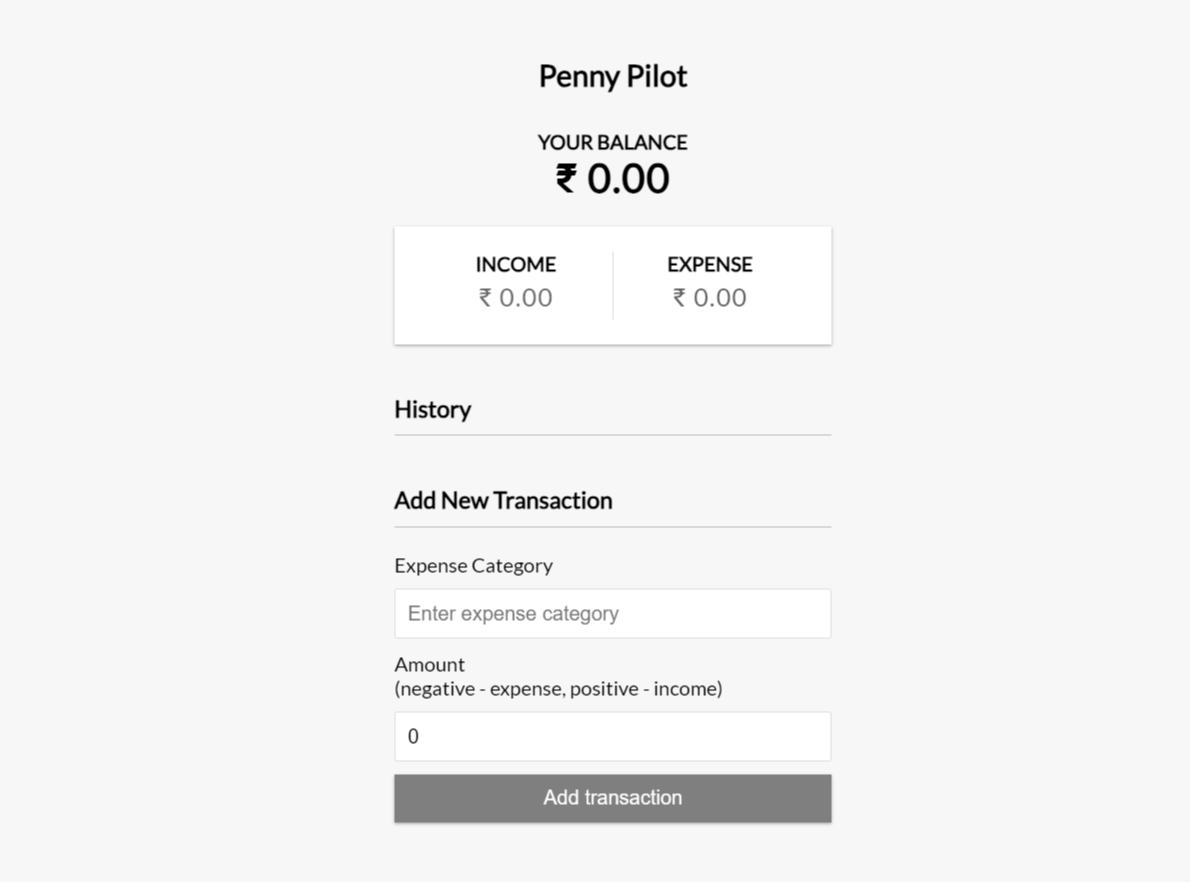 Penny Pilot
YOUR BALANCE
₹ 0.00
INCOME
₹ 0.00
EXPENSE
₹ 0.00
History
Add New Transaction
Expense Category
Enter expense category
Amount
(negative - expense, positive - income)
0
Add transaction